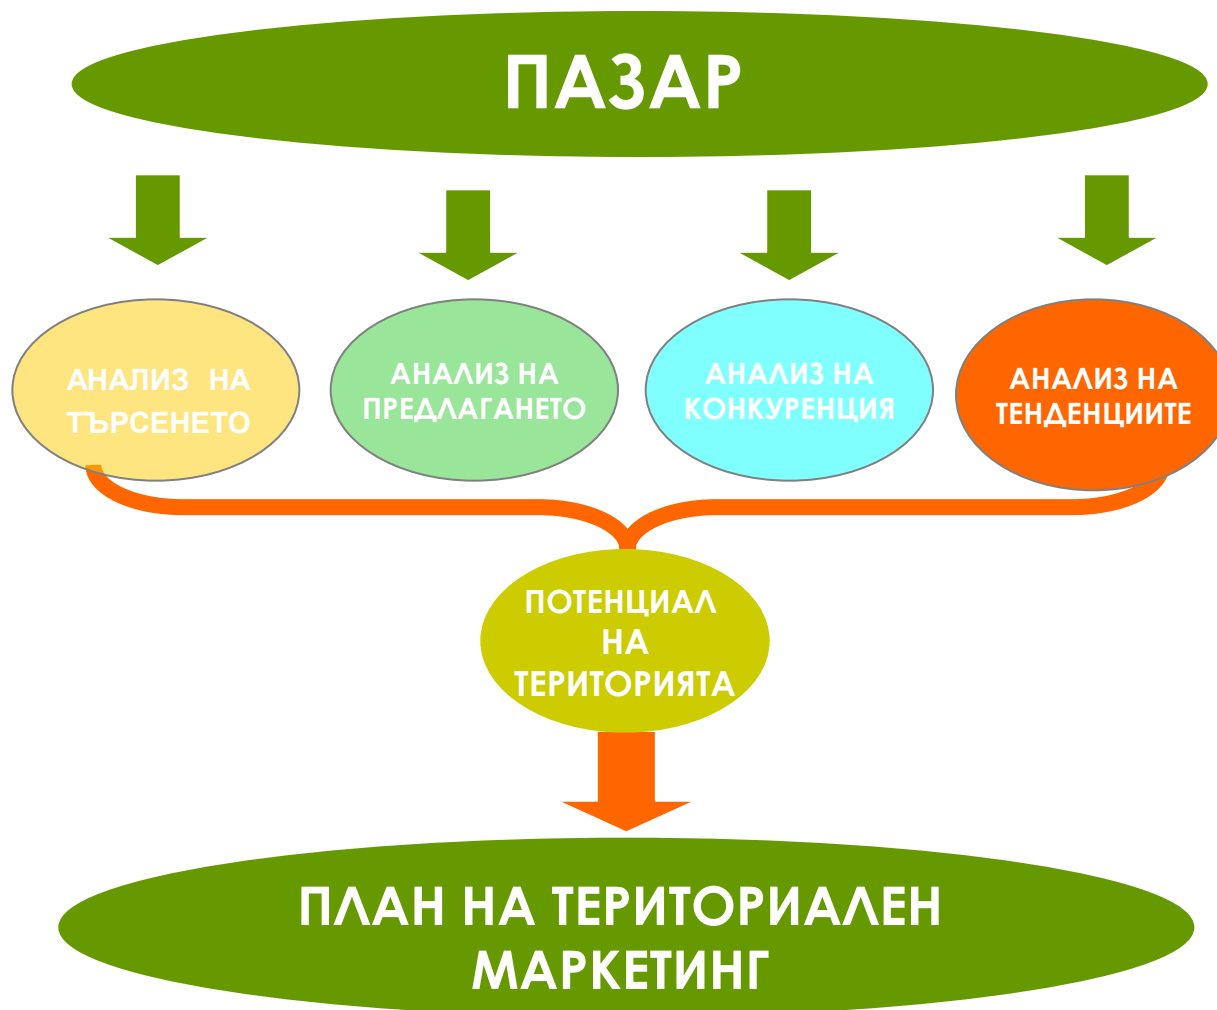 ПАЗАР
АНАЛИЗ НА
ТЪРСЕНЕТО
АНАЛИЗ НА
ПРЕДЛАГАНЕТО
АНАЛИЗ НА
КОНКУРЕНЦИЯ
АНАЛИЗ НА
ТЕНДЕНЦИИТЕ
ПОТЕНЦИАЛ
НА
ТЕРИТОРИЯТА
ПЛАН НА ТЕРИТОРИАЛЕН
МАРКЕТИНГ